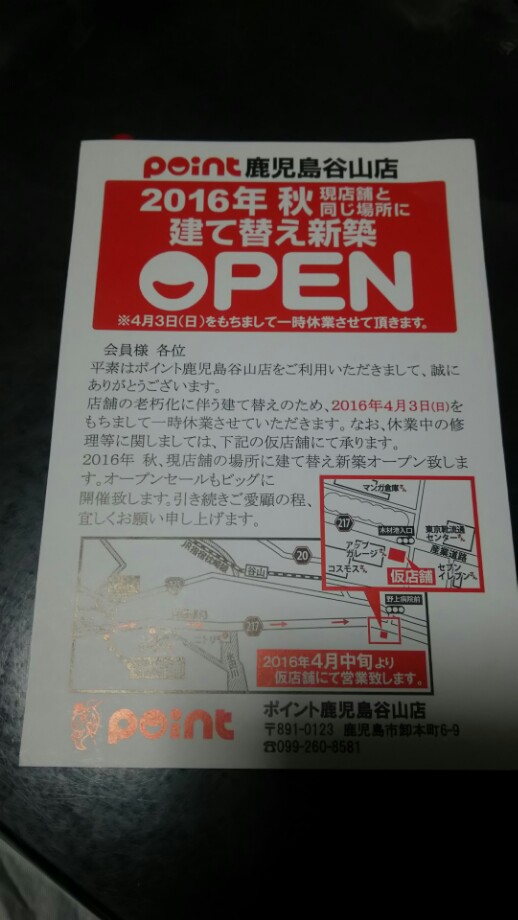 point 鹿児島谷山店
2016年 秋 現店舗と
同じ場所に
建て替え新築
OPEN
※4月3日(日)をもちまして一時休業させて頂きます。
会員様 各位
平素はポイント鹿児島谷山店をご利用いただきまして、誠に
ありがとうございます。
店舗の老朽化に伴う建て替えのため、2016年4月3日(日)を
もちまして一時休業させていただきます。なお、休業中の修
理等に関しましては、下記の仮店舗にて承ります。
2016年 秋、現店舗の場所に建て替え新築オープン致しま
す。オープンセールもビッグに
開催致します。引き続きご愛顧の程、
宜しくお願い申し上げます。
マンガ倉庫
217
木材港入口
東京靴流通
センター
アップ
ガレージ
産業道路
コスモス
仮店舗
セブン
イレブン
20
谷山
野上病院前
217
2016年4月中旬より
仮店舗にて営業致します。
point
ポイント鹿児島谷山店
〒891-0123 鹿児島市卸本町6-9
☎099-260-8581